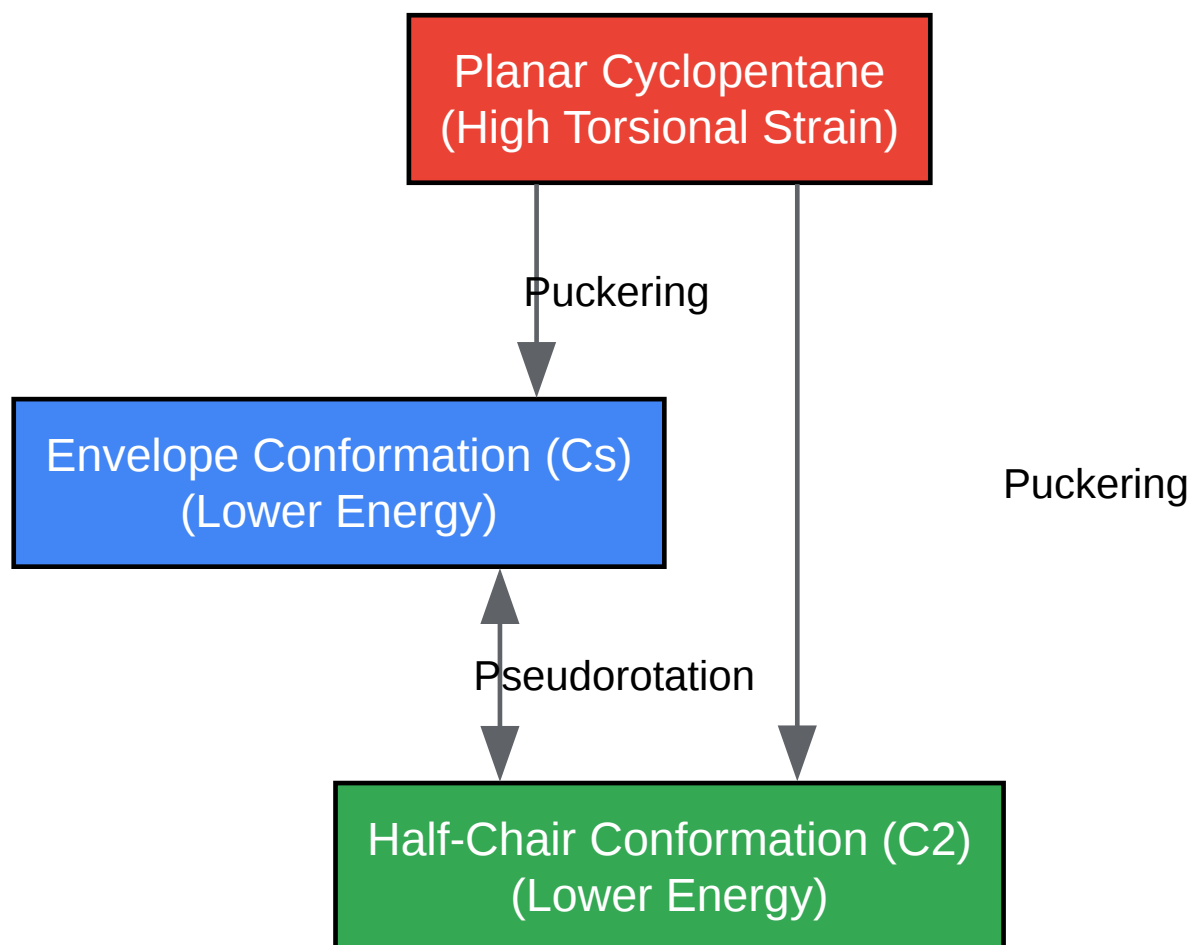 Planar Cyclopentane
(High Torsional Strain)
Puckering
Envelope Conformation (Cs)
(Lower Energy)
Puckering
Pseudorotation
Half-Chair Conformation (C2)
(Lower Energy)